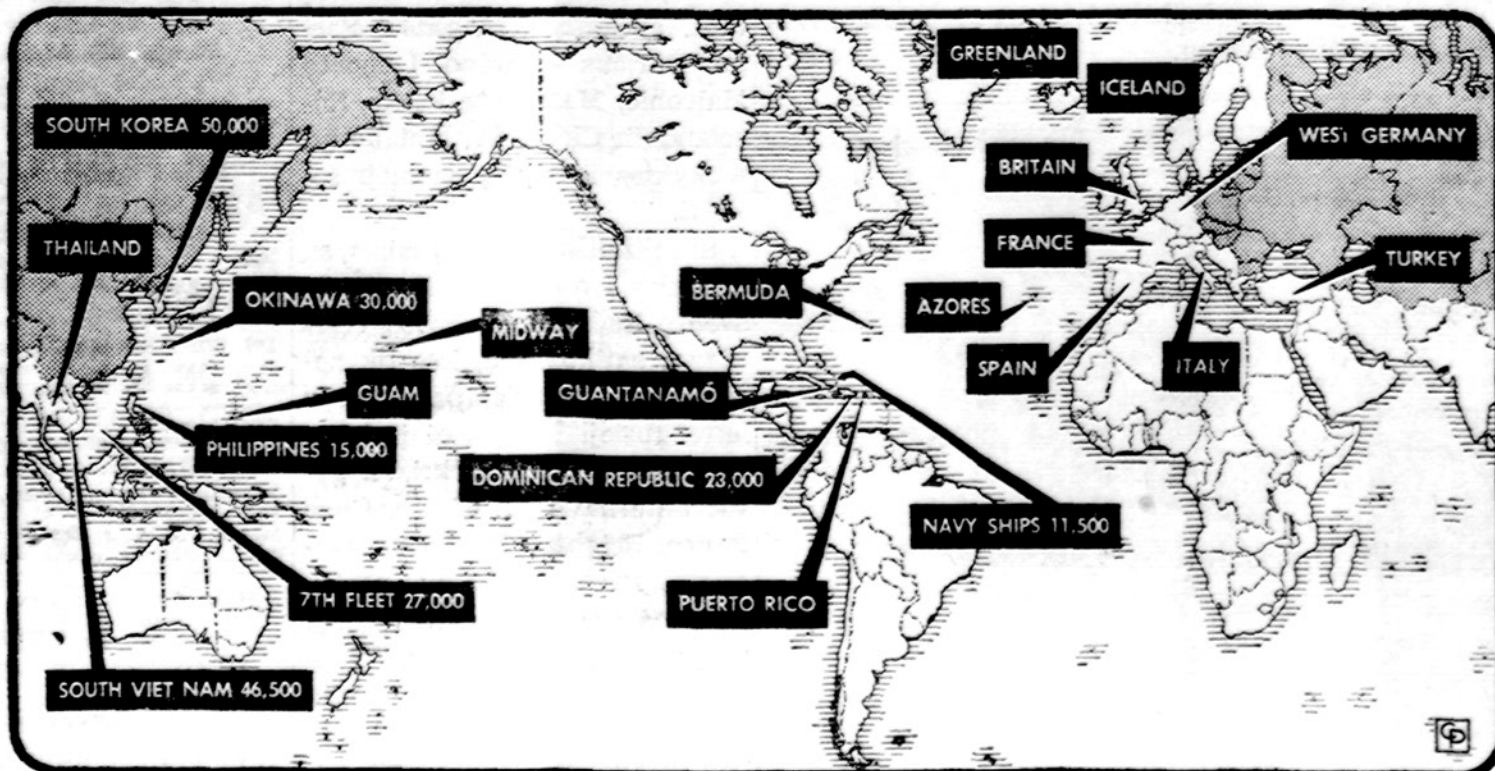 GREENLAND
ICELAND
SOUTH KOREA 50,000
WEST GERMANY
BRITAIN
THAILAND
FRANCE
TURKEY
OKINAWA 30,000
BERMUDA
AZORES
MIDWAY
SPAIN
ITALY
GUAM
GUANTANAMO
PHILIPPINES 15,000
DOMINICAN REPUBLIC 23,000
NAVY SHIPS 11,500
7TH FLEET 27,000
PUERTO RICO
SOUTH VIET NAM 46,500
CP